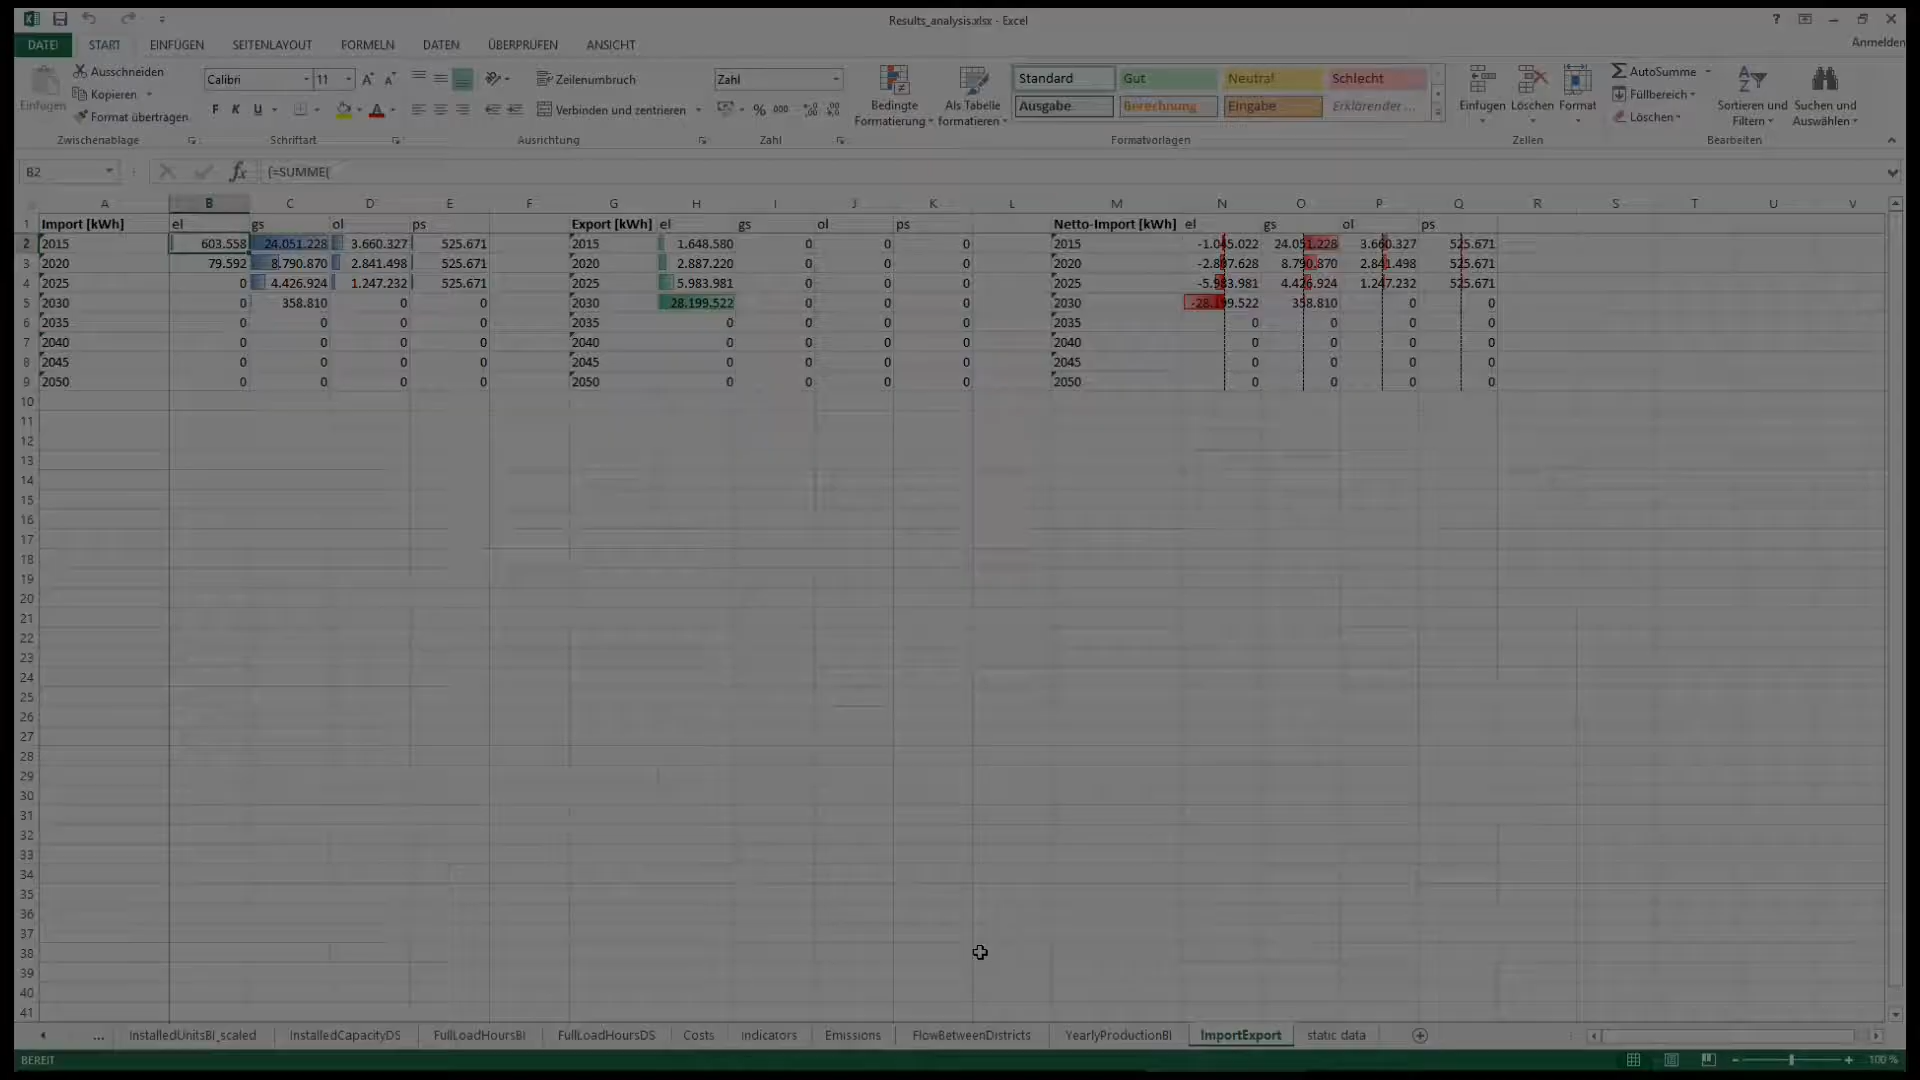 Results_analysis.xlsx - Excel
?
DATEI START EINFÜGEN SEITENLAYOUT FORMELN DATEN ÜBERPRÜFEN ANSICHT
Anmelden
Einfügen
Ausschneiden
Kopieren
Format übertragen
Zwischenablage
Calibri 11
F K U
Schriftart
Zeilenumbruch
Verbinden und zentrieren
Ausrichtung
Zahl
% 000
Zahl
Bedingte Formatierung
Als Tabelle formatieren
Standard Gut Neutral Schlecht
Ausgabe Berechnung Eingabe Erklärender ...
Formatvorlagen
Einfügen Löschen Format
Zellen
AutoSumme
Füllbereich
Löschen
Sortieren und Filtern
Suchen und Auswählen
Bearbeiten
B2 fx {=SUMME(
A B C D E F G H I J K L M N O P Q R S T U V
1 Import [kWh] el gs ol ps Export [kWh] el gs ol ps Netto-Import [kWh] el gs ol ps
2 2015 603.558 24.051.228 3.660.327 525.671 2015 1.648.580 0 0 0 2015 -1.045.022 24.051.228 3.660.327 525.671
3 2020 79.592 8.790.870 2.841.498 525.671 2020 2.887.220 0 0 0 2020 -2.807.628 8.790.870 2.841.498 525.671
4 2025 0 4.426.924 1.247.232 525.671 2025 5.983.981 0 0 0 2025 -5.983.981 4.426.924 1.247.232 525.671
5 2030 0 358.810 0 0 2030 28.199.522 0 0 0 2030 -28.199.522 358.810 0 0
6 2035 0 0 0 0 2035 0 0 0 0 2035 0 0 0 0
7 2040 0 0 0 0 2040 0 0 0 0 2040 0 0 0 0
8 2045 0 0 0 0 2045 0 0 0 0 2045 0 0 0 0
9 2050 0 0 0 0 2050 0 0 0 0 2050 0 0 0 0
10
11
12
13
14
15
16
17
18
19
20
21
22
23
24
25
26
27
28
29
30
31
32
33
34
35
36
37
38
39
40
41
... InstalledUnitsBI_scaled InstalledCapacityDS FullLoadHoursBI FullLoadHoursDS Costs Indicators Emissions FlowBetweenDistricts YearlyProductionBI ImportExport static data
BEREIT
100 %